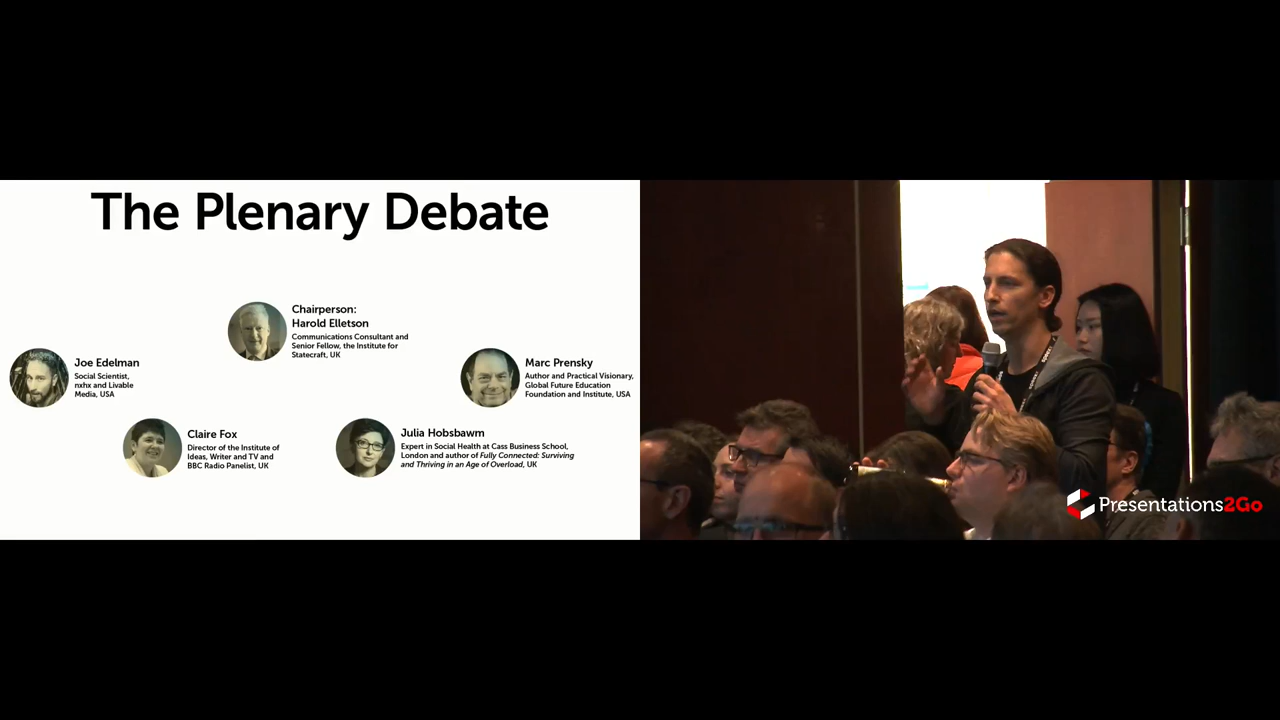 The Plenary Debate
Chairperson:
Harold Elletson
Communications Consultant and
Senior Fellow, the Institute for
Statecraft, UK
Joe Edelman
Social Scientist,
nxhx and Livable
Media, USA
Marc Prensky
Author and Practical Visionary,
Global Future Education
Foundation and Institute, USA
Claire Fox
Director of the Institute of
Ideas, Writer and TV and
BBC Radio Panelist, UK
Julia Hobsbawm
Expert in Social Health at Cass Business School,
London and author of Fully Connected: Surviving
and Thriving in an Age of Overload, UK
Presentations2Go